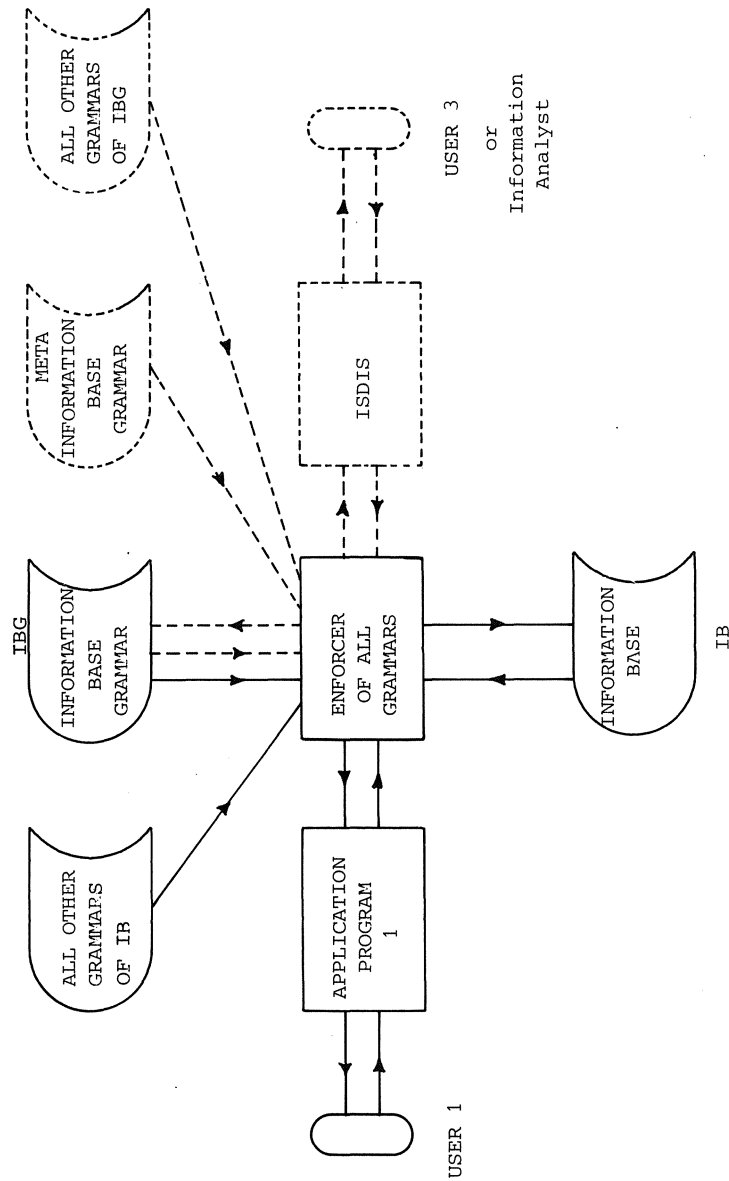 ALL OTHER
GRAMMARS
OF IB
IBG
INFORMATION
BASE
GRAMMAR
META
INFORMATION
BASE
GRAMMAR
ALL OTHER
GRAMMARS
OF IBG
USER 1
APPLICATION
PROGRAM
1
ENFORCER
OF ALL
GRAMMARS
ISDIS
USER 3
or
Information
Analyst
INFORMATION
BASE
IB